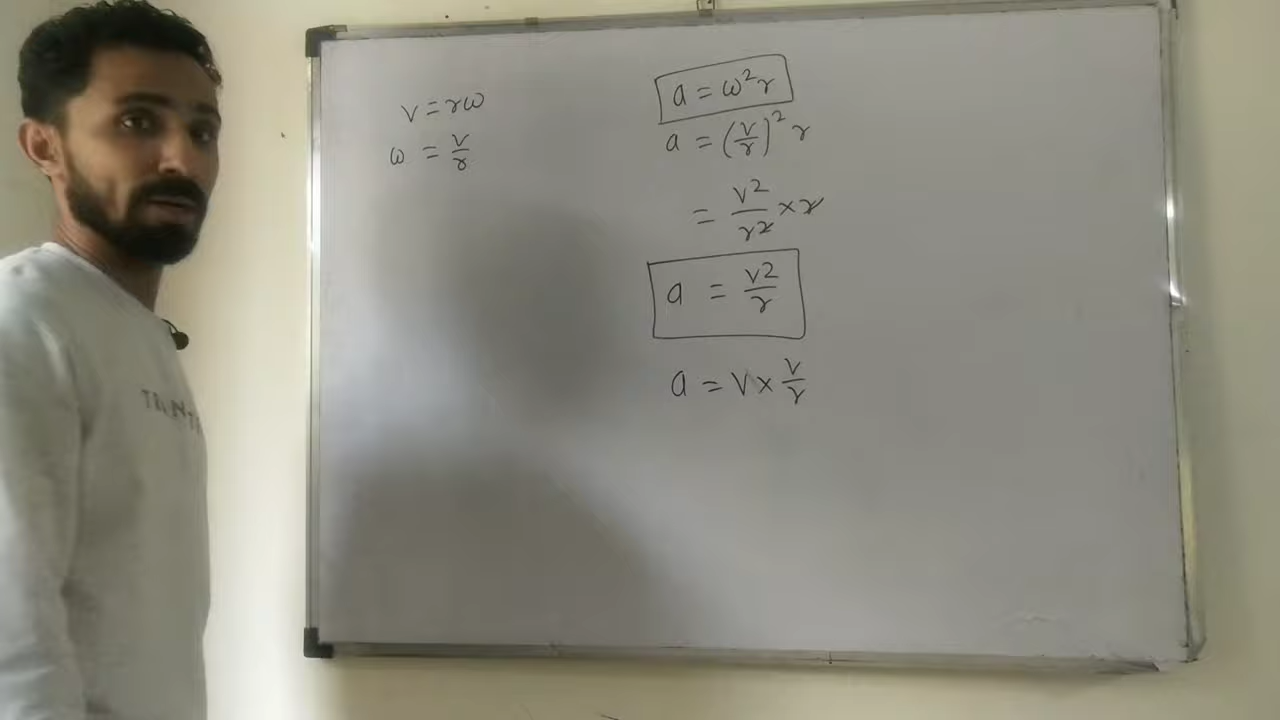 v = rω
ω = v/r
a = ω²r
a = (v/r)² r
= v²/r² × r
a = v²/r
a = v × v/r